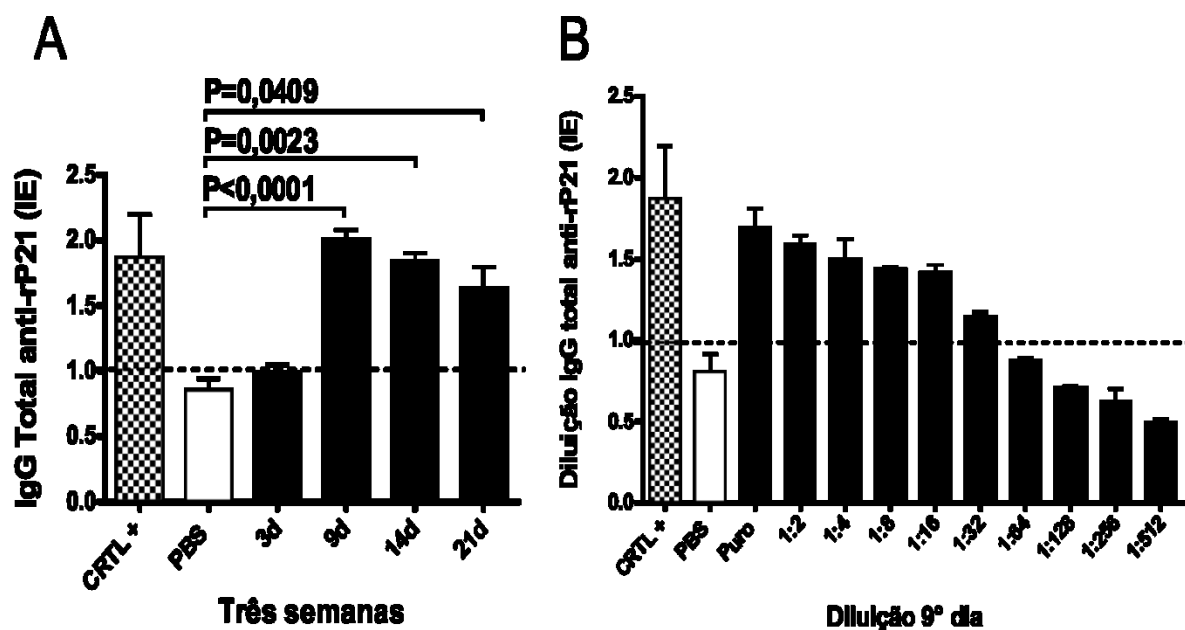 A
P=0,0409
P=0,0023
P<0,0001
IgG Total anti-rP21 (IE)
2.5
2.0
1.5
1.0
0.5
0.0
CRTL +
PBS
3d
9d
14d
21d
Três semanas
B
Diluição IgG total anti-rP21 (IE)
2.5
2.0
1.5
1.0
0.5
0.0
CRTL +
PBS
Puro
1:2
1:4
1:8
1:16
1:32
1:64
1:128
1:256
1:512
Diluição 9º dia